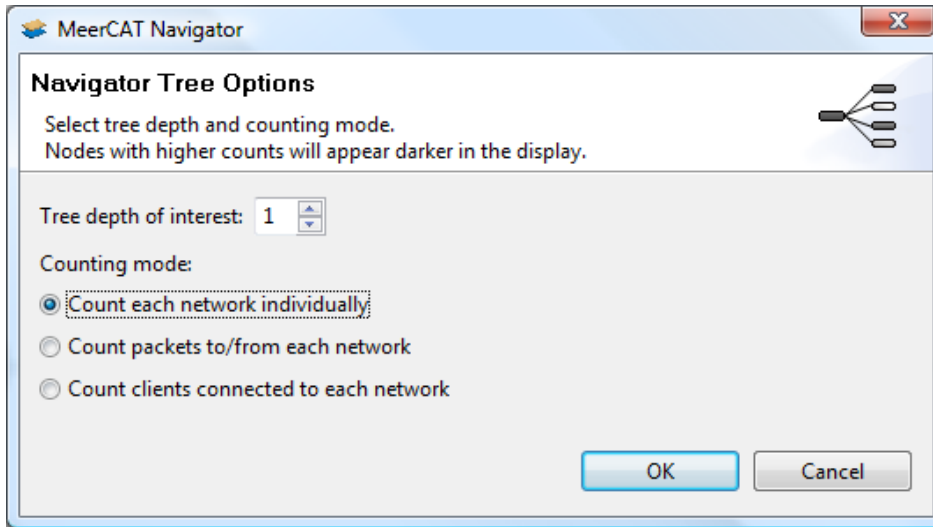 MeerCAT Navigator
Navigator Tree Options
Select tree depth and counting mode.
Nodes with higher counts will appear darker in the display.
Tree depth of interest: 1
Counting mode:
Count each network individually
Count packets to/from each network
Count clients connected to each network
OK Cancel